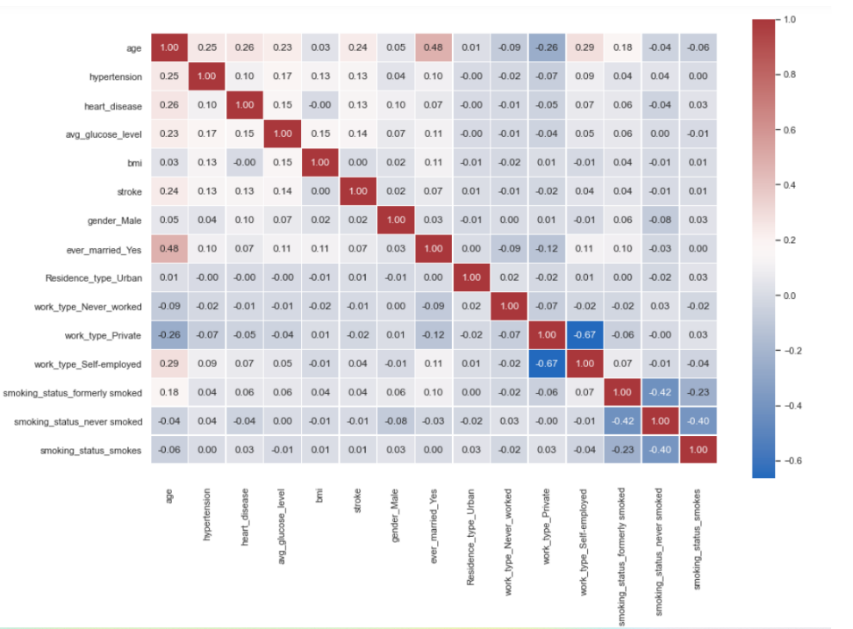 1.0
age 1.00 0.25 0.26 0.23 0.03 0.24 0.05 0.48 0.01 -0.09 -0.26 0.29 0.18 -0.04 -0.06
hypertension 0.25 1.00 0.10 0.17 0.13 0.13 0.04 0.10 -0.00 -0.02 -0.07 0.09 0.04 0.04 0.00
0.8
heart_disease 0.26 0.10 1.00 0.15 -0.00 0.13 0.10 0.07 -0.00 -0.01 -0.05 0.07 0.06 -0.04 0.03
avg_glucose_level 0.23 0.17 0.15 1.00 0.15 0.14 0.07 0.11 -0.00 -0.01 -0.04 0.05 0.06 0.00 -0.01
0.6
bmi 0.03 0.13 -0.00 0.15 1.00 0.00 0.02 0.11 -0.01 -0.02 0.01 -0.01 0.04 -0.01 0.01
0.4
stroke 0.24 0.13 0.13 0.14 0.00 1.00 0.02 0.07 0.01 -0.01 -0.02 0.04 0.04 -0.01 0.01
gender_Male 0.05 0.04 0.10 0.07 0.02 0.02 1.00 0.03 -0.01 0.00 0.01 -0.01 0.06 -0.08 0.03
0.2
ever_married_Yes 0.48 0.10 0.07 0.11 0.11 0.07 0.03 1.00 0.00 -0.09 -0.12 0.11 0.10 -0.03 0.00
Residence_type_Urban 0.01 -0.00 -0.00 -0.00 -0.01 0.01 -0.01 0.00 1.00 0.02 -0.02 0.01 0.00 -0.02 0.03
0.0
work_type_Never_worked -0.09 -0.02 -0.01 -0.01 -0.02 -0.01 0.00 -0.09 0.02 1.00 -0.07 -0.02 -0.02 0.03 -0.02
work_type_Private -0.26 -0.07 -0.05 -0.04 0.01 -0.02 0.01 -0.12 -0.02 -0.07 1.00 -0.67 -0.06 -0.00 0.03
-0.2
work_type_Self-employed 0.29 0.09 0.07 0.05 -0.01 0.04 -0.01 0.11 0.01 -0.02 -0.67 1.00 0.07 -0.01 -0.04
smoking_status_formerly smoked 0.18 0.04 0.06 0.06 0.04 0.04 0.06 0.10 0.00 -0.02 -0.06 0.07 1.00 -0.42 -0.23
-0.4
smoking_status_never smoked -0.04 0.04 -0.04 0.00 -0.01 -0.01 -0.08 -0.03 -0.02 0.03 -0.00 -0.01 -0.42 1.00 -0.40
smoking_status_smokes -0.06 0.00 0.03 -0.01 0.01 0.01 0.03 0.00 0.03 -0.02 0.03 -0.04 -0.23 -0.40 1.00
-0.6
age
hypertension
heart_disease
avg_glucose_level
bmi
stroke
gender_Male
ever_married_Yes
Residence_type_Urban
work_type_Never_worked
work_type_Private
work_type_Self-employed
smoking_status_formerly smoked
smoking_status_never smoked
smoking_status_smokes